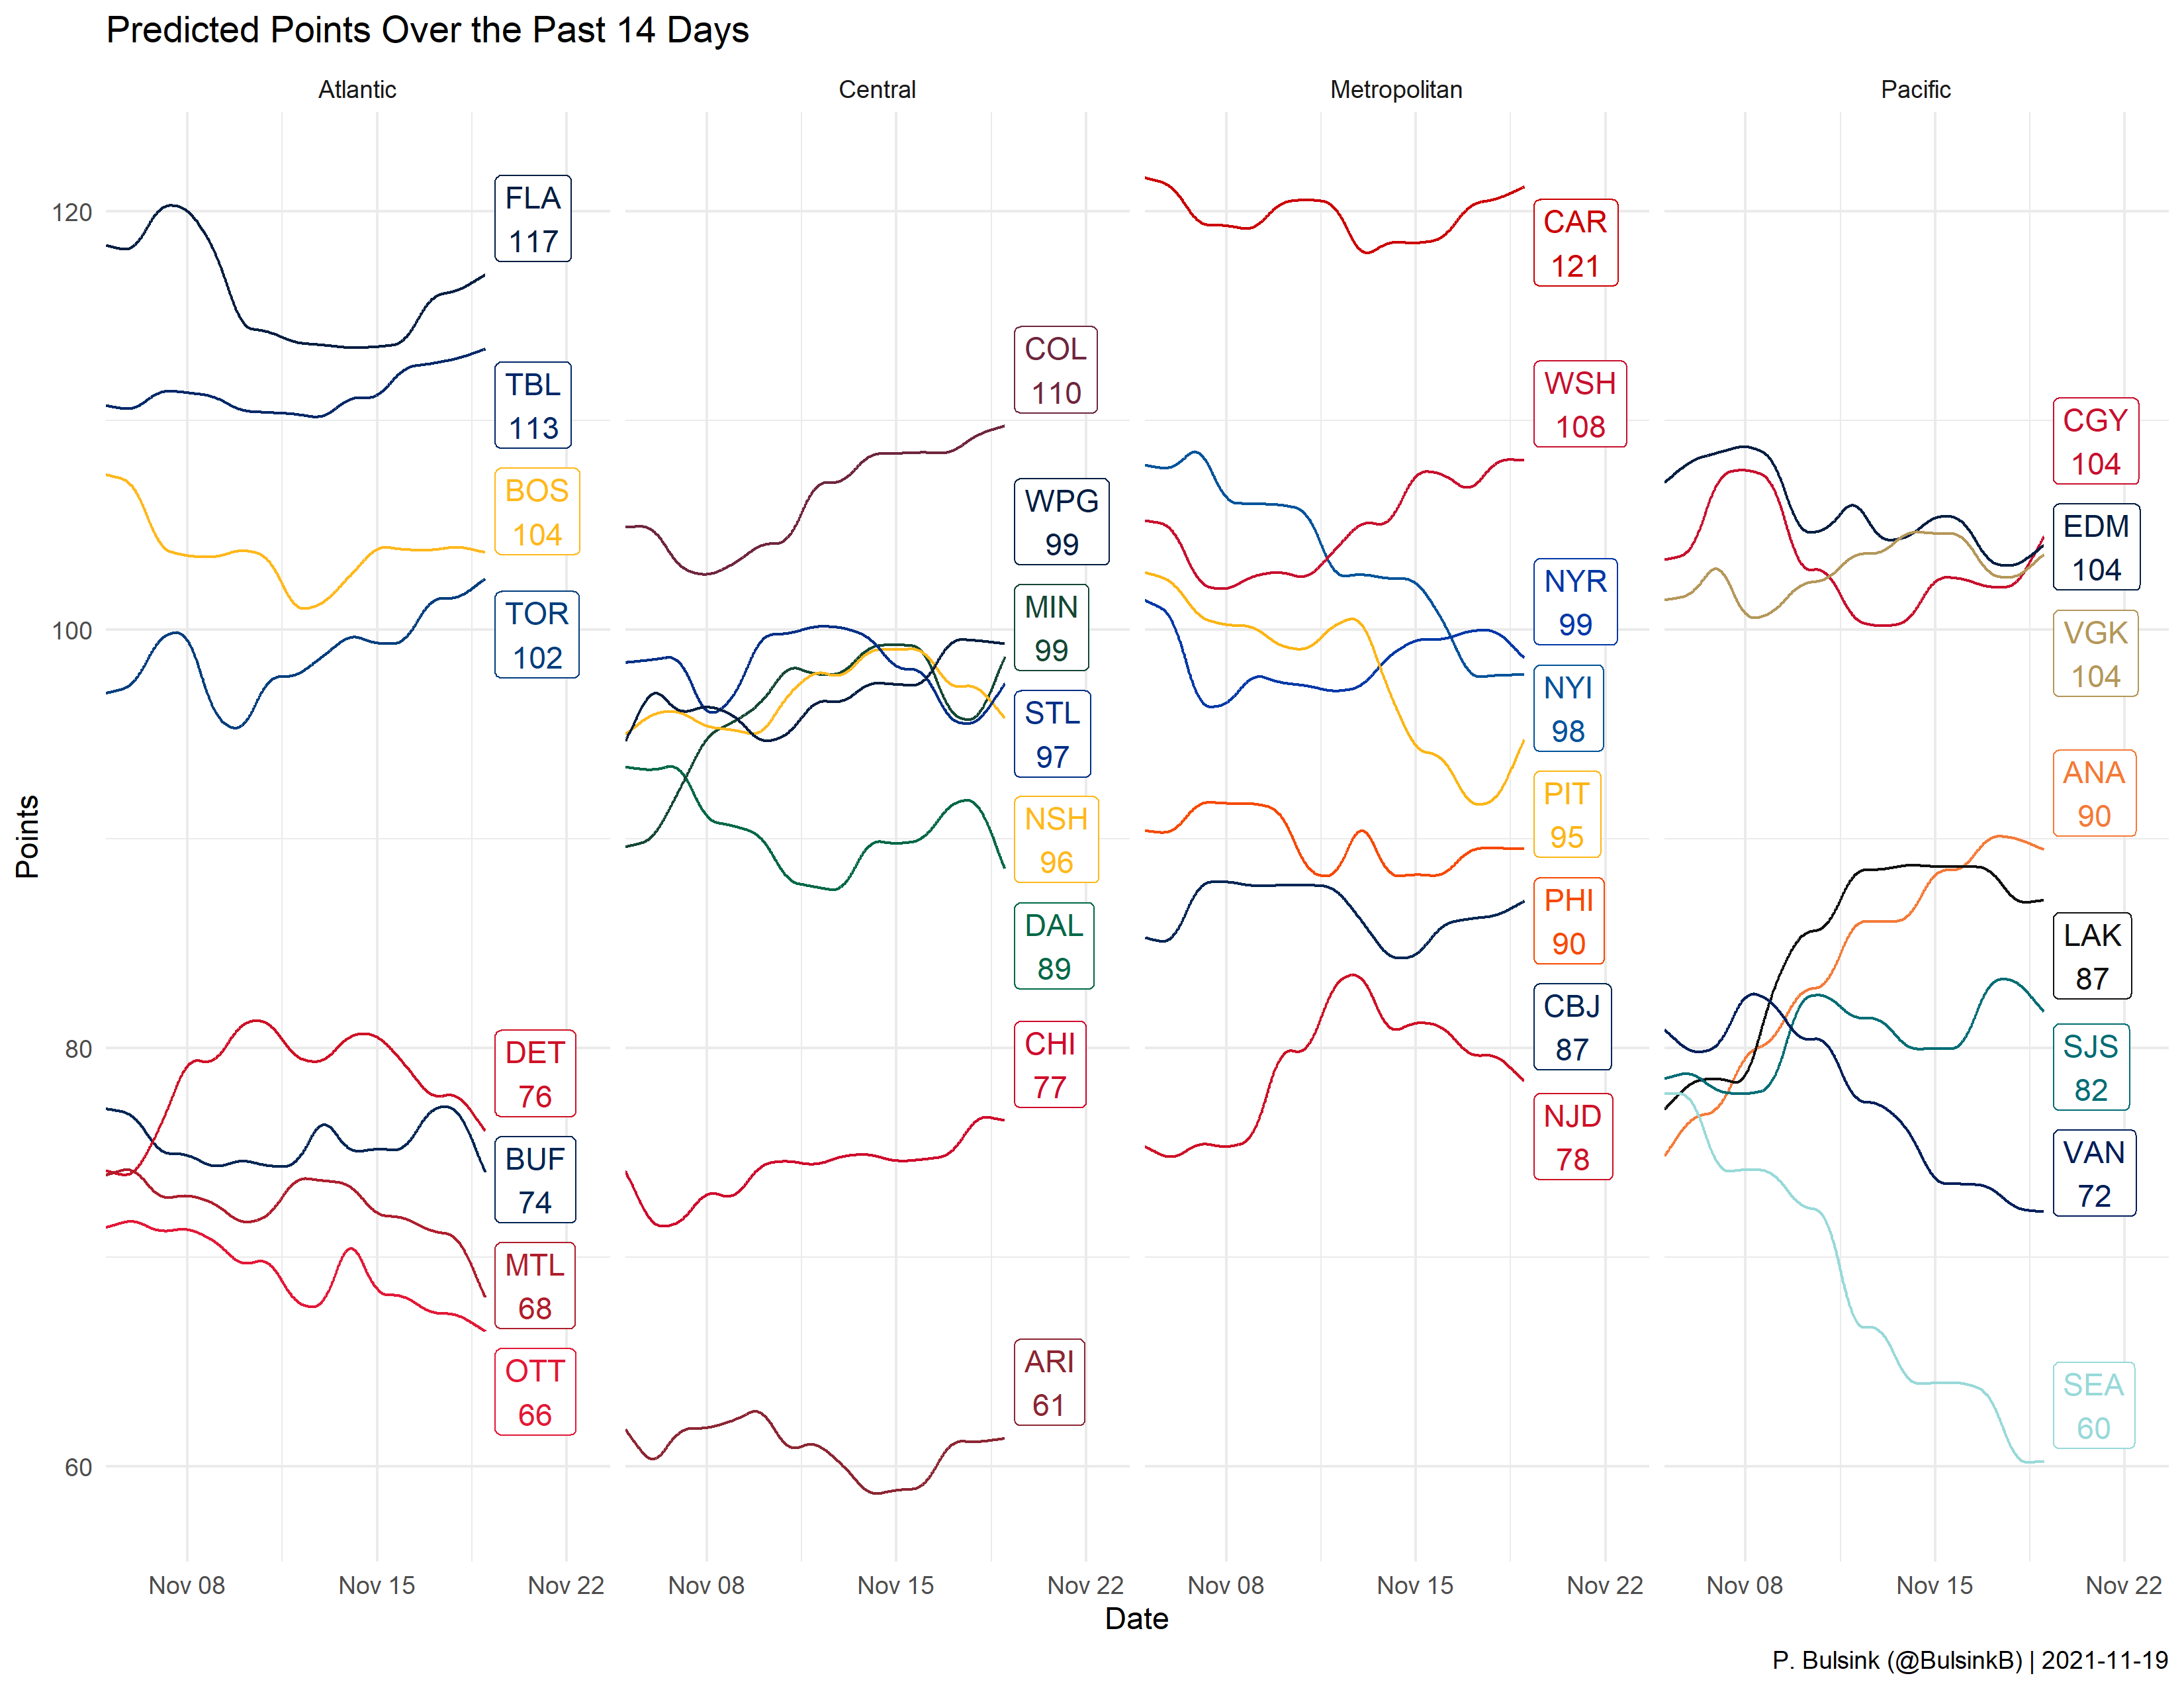 Predicted Points Over the Past 14 Days
Atlantic
Central
Metropolitan
Pacific
Points
120
100
80
60
FLA
117
TBL
113
BOS
104
TOR
102
DET
76
BUF
74
MTL
68
OTT
66
COL
110
WPG
99
MIN
99
STL
97
NSH
96
DAL
89
CHI
77
ARI
61
CAR
121
WSH
108
NYR
99
NYI
98
PIT
95
PHI
90
CBJ
87
NJD
78
CGY
104
EDM
104
VGK
104
ANA
90
LAK
87
SJS
82
VAN
72
SEA
60
Nov 08 Nov 15 Nov 22
Nov 08 Nov 15 Nov 22
Nov 08 Nov 15 Nov 22
Nov 08 Nov 15 Nov 22
Date
P. Bulsink (@BulsinkB) | 2021-11-19